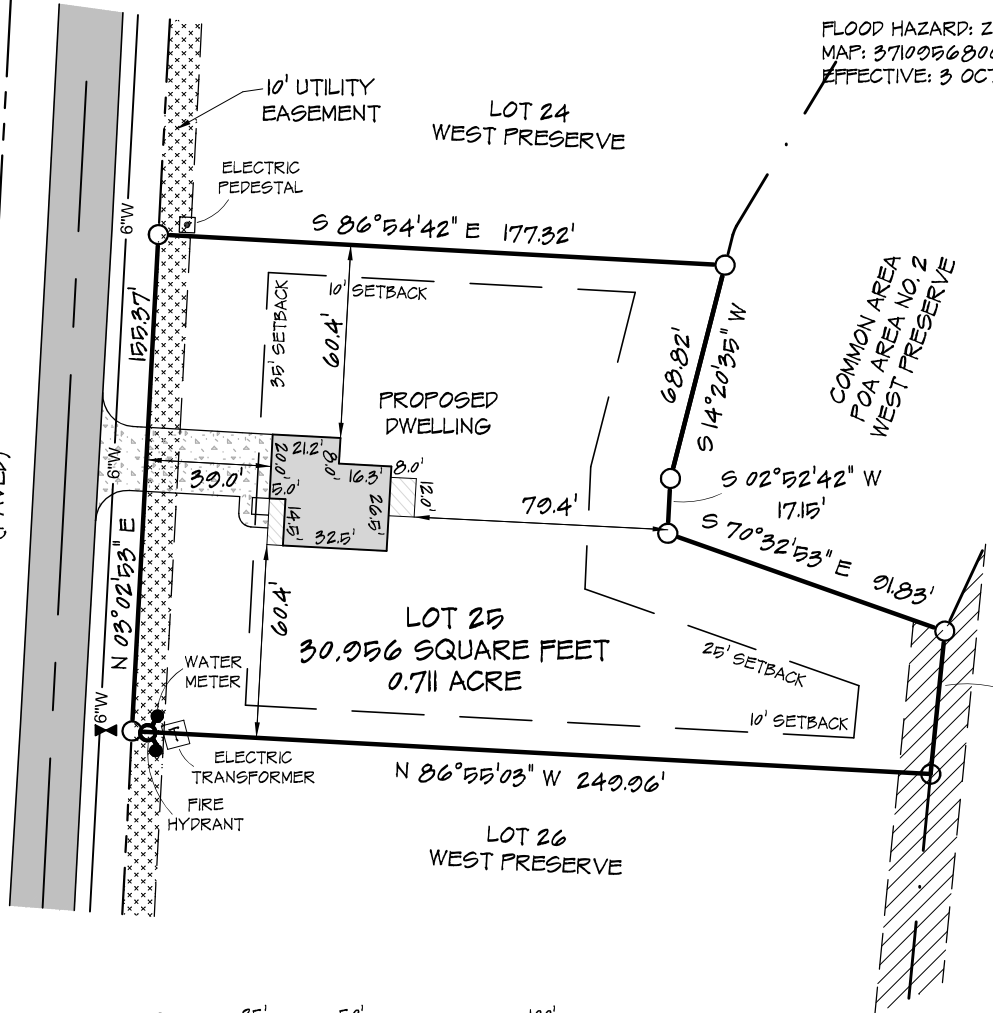 FLOOD HAZARD: Z
MAP: 3710956800
EFFECTIVE: 3 OCT
10' UTILITY
EASEMENT
LOT 24
WEST PRESERVE
ELECTRIC
PEDESTAL
6"W
S 86°54'42" E 177.32'
10' SETBACK
35' SETBACK
60.4'
155.37'
68.82'
S 14°20'35" W
COMMON AREA
POA AREA NO. 2
WEST PRESERVE
PROPOSED
DWELLING
21.2'
20.0'
8.0'
16.3'
8.0'
12.0'
6"W
39.0'
5.0'
14.5'
26.5'
32.5'
79.4'
S 02°52'42" W
17.15'
S 70°32'53" E 91.83'
N 03°02'53" E
60.4'
LOT 25
30,956 SQUARE FEET
0.711 ACRE
25' SETBACK
WATER
METER
6"W
10' SETBACK
ELECTRIC
TRANSFORMER
N 86°55'03" W 249.96'
FIRE
HYDRANT
LOT 26
WEST PRESERVE